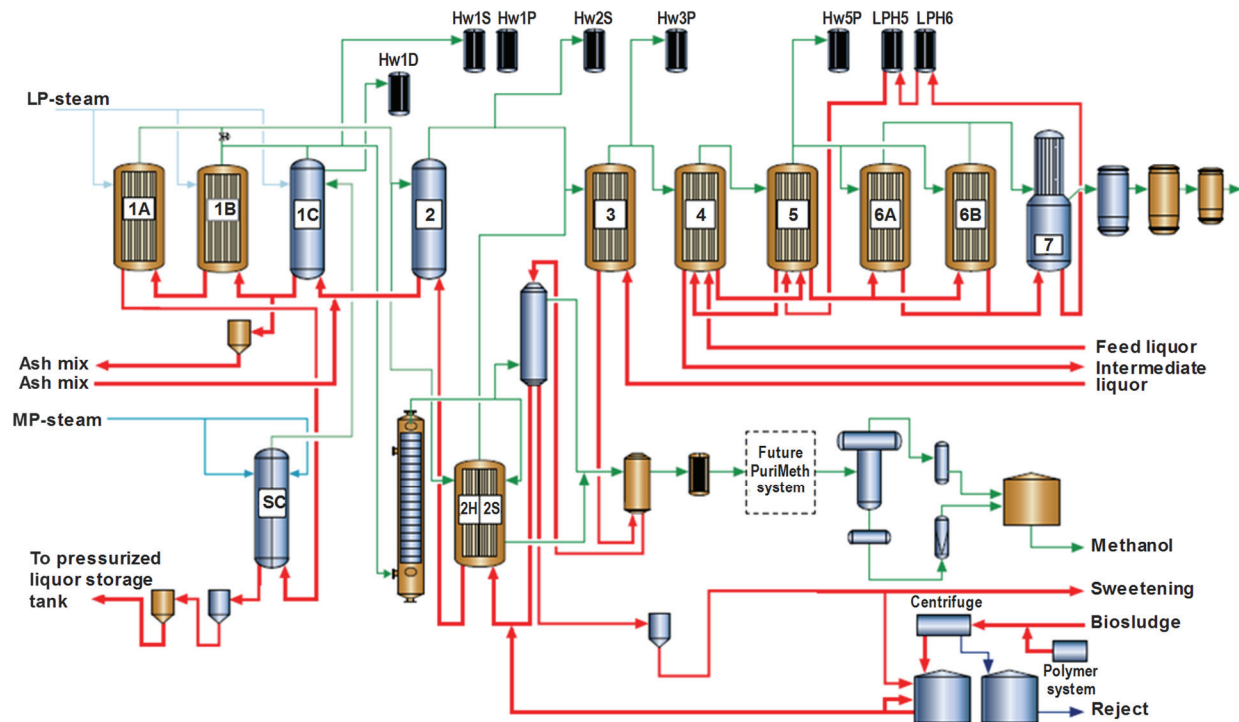 Hw1S
Hw1P
Hw2S
Hw3P
Hw5P
LPH5
LPH6
Hw1D
LP-steam
1A
1B
1C
2
3
4
5
6A
6B
7
Ash mix
Ash mix
Feed liquor
Intermediate
liquor
MP-steam
SC
2H
2S
Future
PuriMeth
system
To pressurized
liquor storage
tank
Methanol
Sweetening
Centrifuge
Biosludge
Polymer
system
Reject